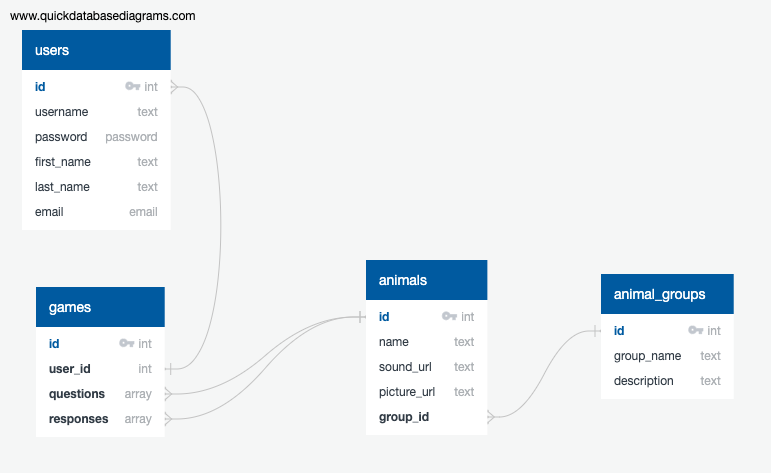 www.quickdatabasediagrams.com
users
id int
username text
password password
first_name text
last_name text
email email
games
id int
user_id int
questions array
responses array
animals
id int
name text
sound_url text
picture_url text
group_id
animal_groups
id int
group_name text
description text